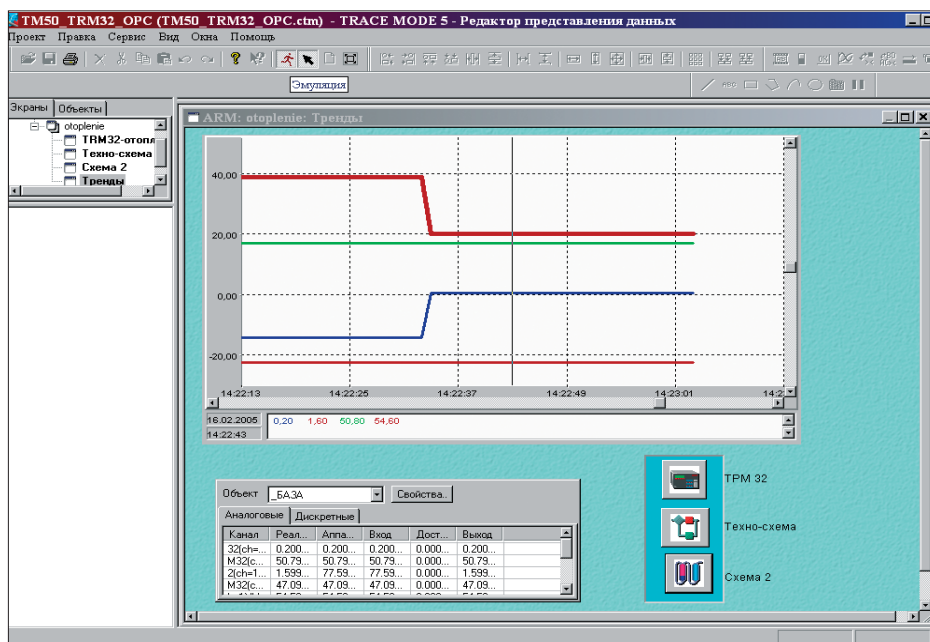 TM50_TRM32_OPC (TM50_TRM32_OPC.ctm) - TRACE MODE 5 - Редактор представления данных
Проект Правка Сервис Вид Окна Помощь
ABC
Эмуляция
Экраны Объекты
otoplenie
TRM32-отопл
Техно-схема
Схема 2
Тренды
ARM: otoplenie: Тренды
40,00
20,00
0,00
-20,00
14:22:13 14:22:25 14:22:37 14:22:49 14:23:01 14:2
16.02.2005 0,20 1,60 50,80 54,60
14:22:43
Объект _БАЗА Свойства..
Аналоговые Дискретные
Канал Реал... Аппа... Вход Дост... Выход
32(ch=... 0.200... 0.200... 0.200... 0.000... 0.200...
M32(c... 50.79... 50.79... 50.79... 0.000... 50.79...
2(ch=1... 1.599... 77.59... 77.59... 0.000... 1.599...
M32(c... 47.09... 47.09... 47.09... 0.000... 47.09...
ТРМ 32
Техно-схема
Схема 2